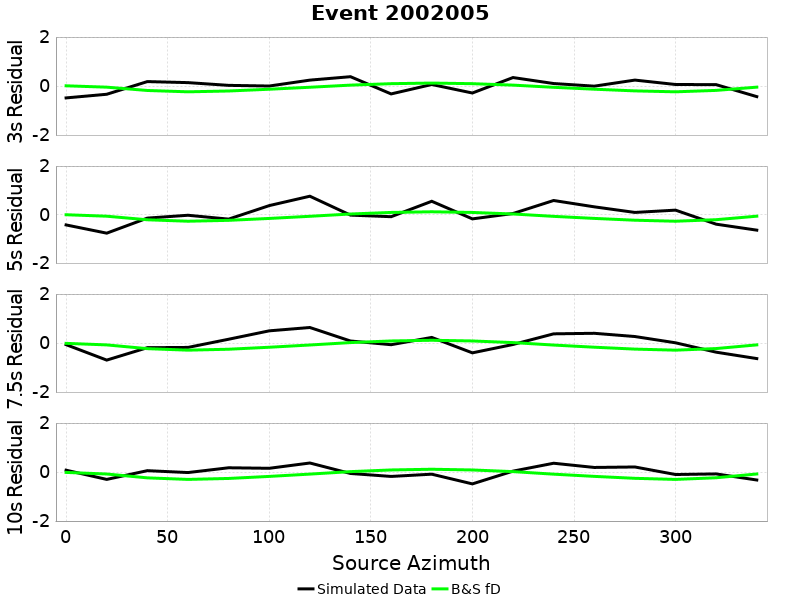 Event 2002005
3s Residual
2
0
-2
5s Residual
2
0
-2
7.5s Residual
2
0
-2
10s Residual
2
0
-2
0 50 100 150 200 250 300
Source Azimuth
Simulated Data B&S fD